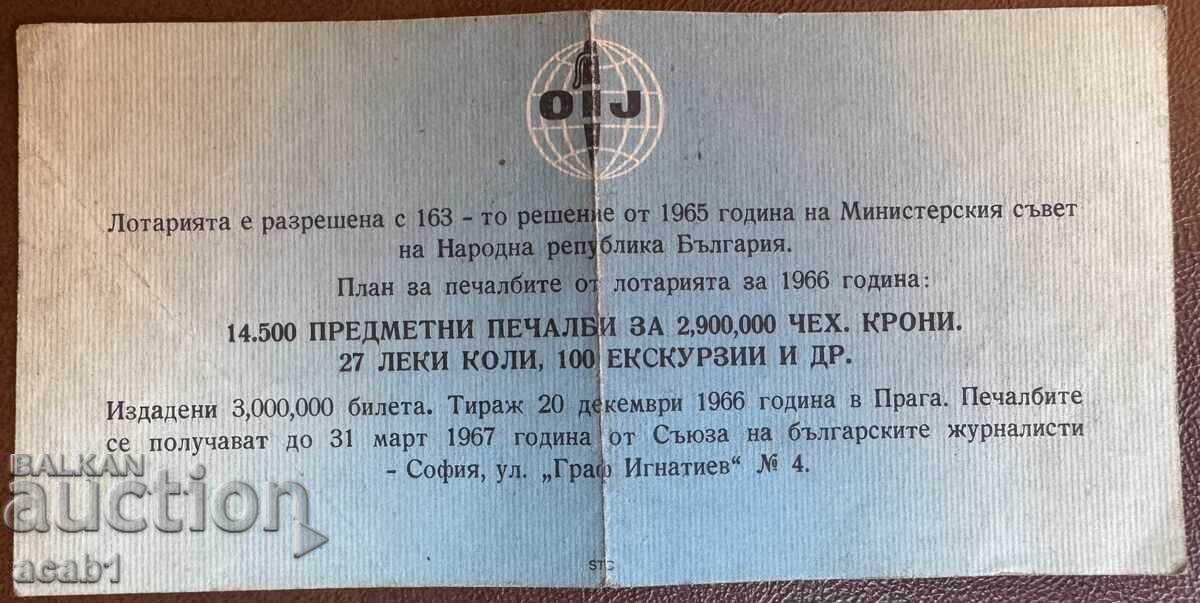 OIJ
Лотарията е разрешена с 163 - то решение от 1965 година на Министерския съвет
на Народна република България.
План за печалбите от лотарията за 1966 година:
14.500 ПРЕДМЕТНИ ПЕЧАЛБИ ЗА 2,900,000 ЧЕХ. КРОНИ.
27 ЛЕКИ КОЛИ, 100 ЕКСКУРЗИИ И ДР.
Издадени 3,000,000 билета. Тираж 20 декември 1966 година в Прага. Печалбите
се получават до 31 март 1967 година от Съюза на българските журналисти
- София, ул. „Граф Игнатиев“ № 4.
STC
BALKAN
auction
acab1